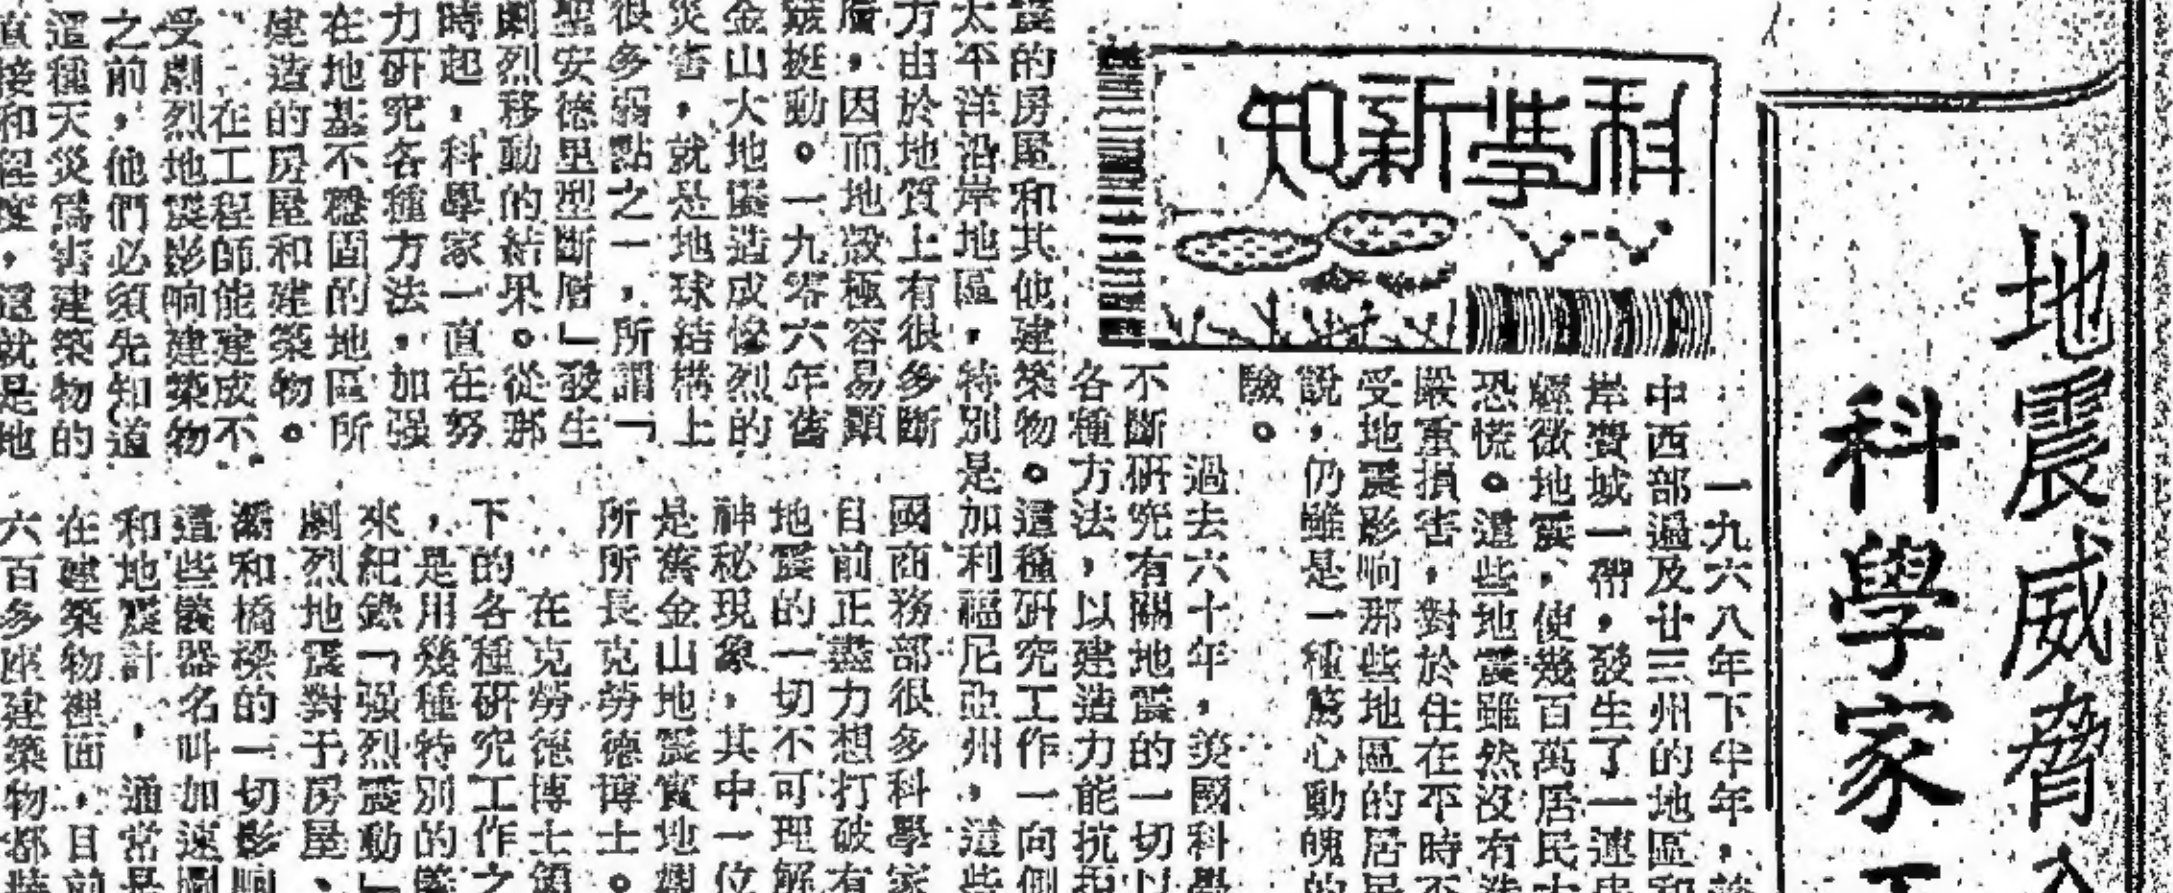 地震威脅
科學家
科學新知
一九六八年下半年，
中西部遍及廿三州的地區和
岸費城一帶，發生了一連串
輕微地震，使幾百萬居民大
恐慌。這些地震雖然沒有造
嚴重損害，對於住在平時不
受地震影响那些地區的居民
說，仍雖是一種驚心動魄的
驗。
過去六十年，美國科學
不斷研究有關地震的一切以
各種方法，以建造力能抗拒
震的房屋和其他建築物。這種研究工作一向側
太平洋沿岸地區，特別是加利福尼亞州，這些
方由於地質上有很多斷
層，因而地殼極容易顯
簸挺動。一九零六年舊
金山大地震造成慘烈的
災害，就是地球結構上
很多弱點之一，所謂「
聖安德里型斷層」發生
劇烈移動的結果。從那
時起，科學家一直在努
力研究各種方法，加强
在地基不穩固的地區所
建造的房屋和建築物。
在工程師能建成不
受劇烈地震影响建築物
之前，他們必須先知道
這種天災爲害建築物的
直接和程度，這就是地
國商務部很多科學家
目前正盡力想打破有
地震的一切不可理解
神秘現象，其中一位
是舊金山地震實地觀
所所長克勞德博士。
在克勞德博士領
下的各種研究工作之
，是用幾種特別的儀
來紀錄「强烈震動」
劇烈地震對于房屋、
壩和橋樑的一切影响
這些儀器名叫加速測
和地震計，通常是
在建築物裡面，目前
六百多座建築物都裝